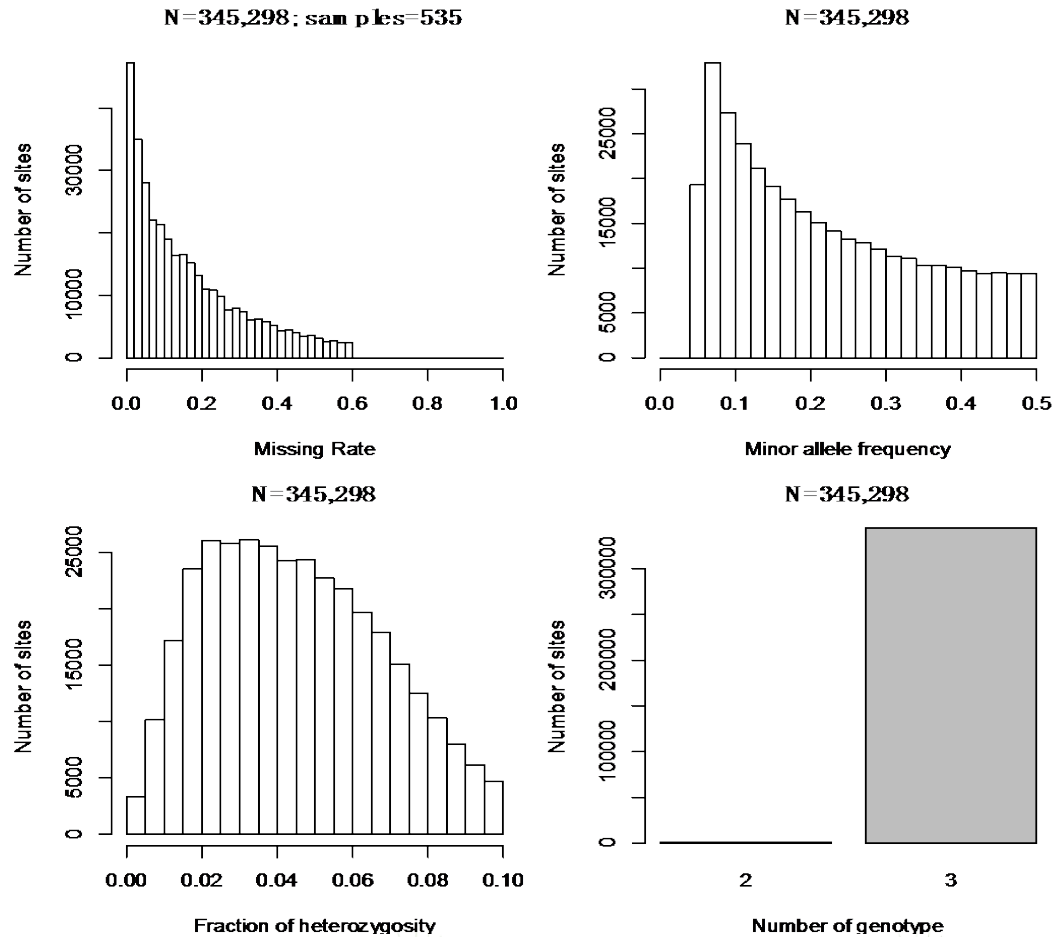 N=345,298; samples=535
Number of sites
0
10000
30000
0.0 0.2 0.4 0.6 0.8 1.0
Missing Rate
N=345,298
Number of sites
0
5000
15000
25000
0.0 0.1 0.2 0.3 0.4 0.5
Minor allele frequency
N=345,298
Number of sites
0
5000
15000
25000
0.00 0.02 0.04 0.06 0.08 0.10
Fraction of heterozygosity
N=345,298
Number of sites
0
100000
200000
300000
2 3
Number of genotype